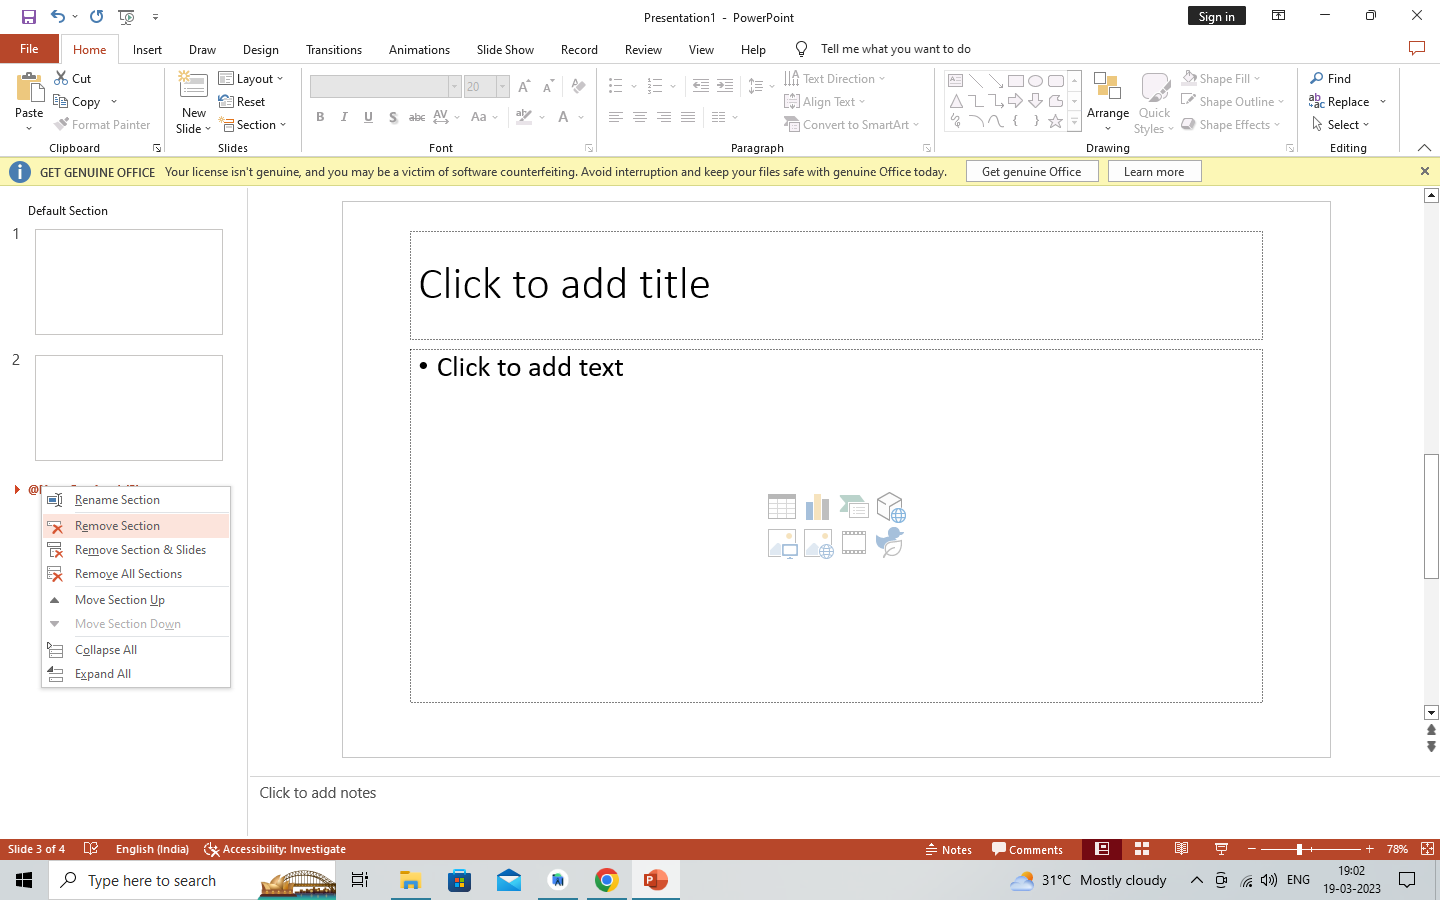 Presentation1 - PowerPoint
Sign in
File
Home
Insert
Draw
Design
Transitions
Animations
Slide Show
Record
Review
View
Help
Tell me what you want to do
Paste
Cut
Copy
Format Painter
Clipboard
New
Slide
Layout
Reset
Section
Slides
20
B I U S abc AV Aa A
Font
Text Direction
Align Text
Convert to SmartArt
Paragraph
Arrange
Quick
Styles
Shape Fill
Shape Outline
Shape Effects
Drawing
Find
Replace
Select
Editing
GET GENUINE OFFICE Your license isn't genuine, and you may be a victim of software counterfeiting. Avoid interruption and keep your files safe with genuine Office today.
Get genuine Office
Learn more
Default Section
1
2
Rename Section
Remove Section
Remove Section & Slides
Remove All Sections
Move Section Up
Move Section Down
Collapse All
Expand All
Click to add title
• Click to add text
Click to add notes
Slide 3 of 4
English (India)
Accessibility: Investigate
Notes
Comments
78%
Type here to search
31°C Mostly cloudy
ENG
19:02
19-03-2023